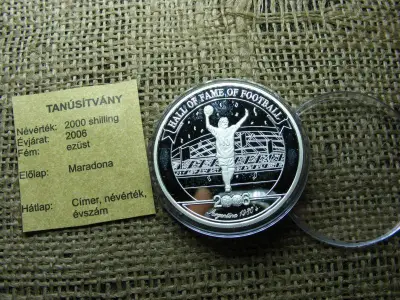 TANÚSÍTVÁNY
Névérték: 2000 shilling
Évjárat: 2006
Fém: ezüst
Előlap: Maradona
Hátlap: Címer, névérték,
évszám
HALL OF FAME OF FOOTBALL
2006
Argentina